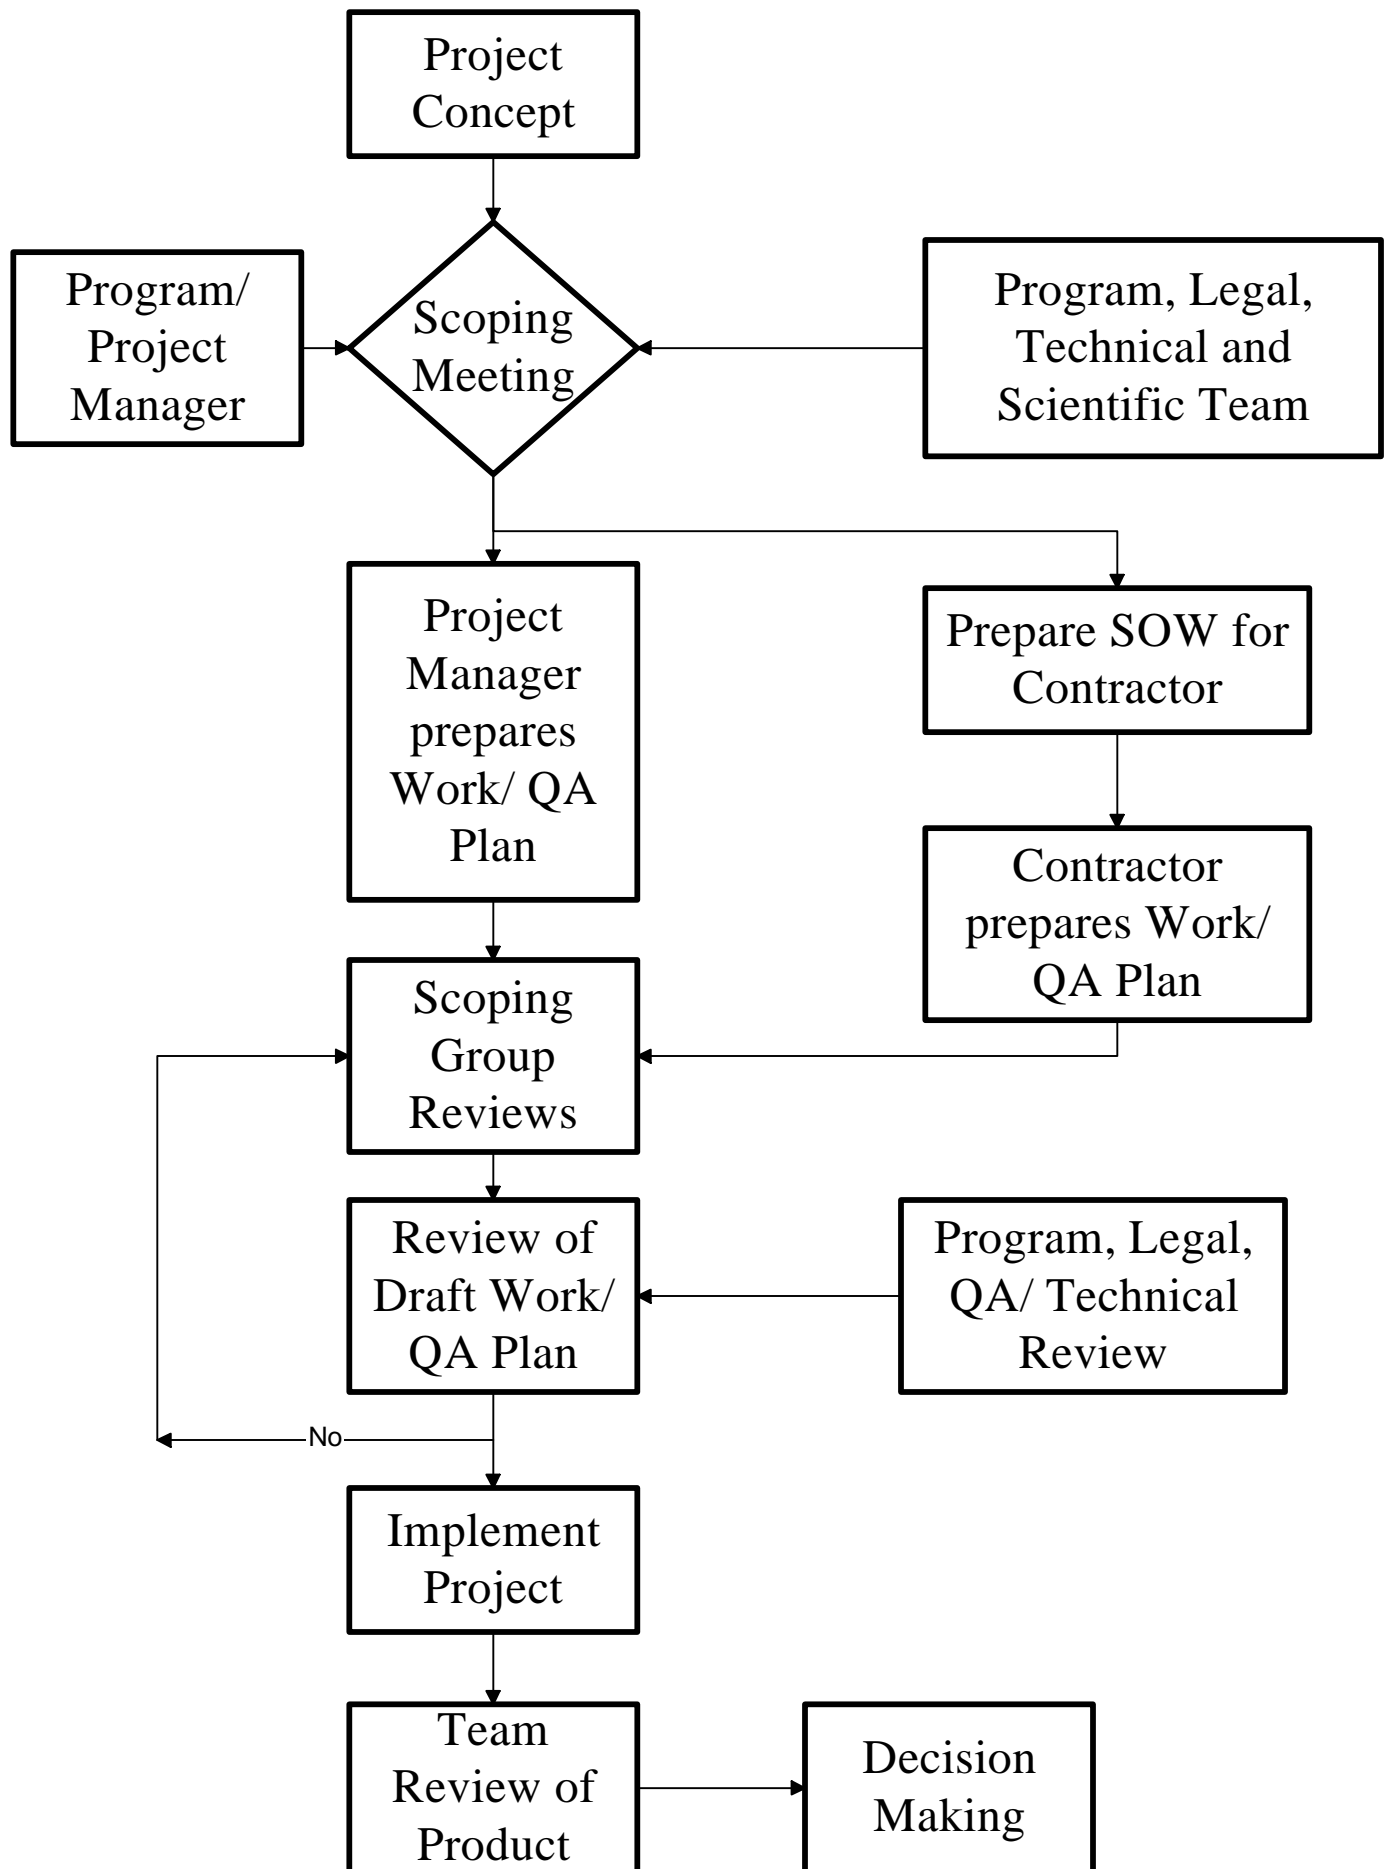 Project
Concept
Program/
Project
Manager
Scoping
Meeting
Program, Legal,
Technical and
Scientific Team
Project
Manager
prepares
Work/ QA
Plan
Prepare SOW for
Contractor
Contractor
prepares Work/
QA Plan
Scoping
Group
Reviews
Review of
Draft Work/
QA Plan
Program, Legal,
QA/ Technical
Review
No
Implement
Project
Team
Review of
Product
Decision
Making